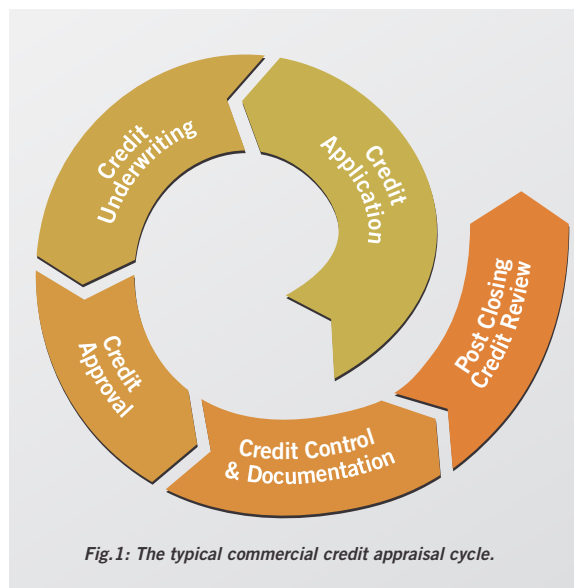 Credit
Application
Credit
Underwriting
Credit
Approval
Credit Control
& Documentation
Post Closing
Credit Review
Fig.1: The typical commercial credit appraisal cycle.